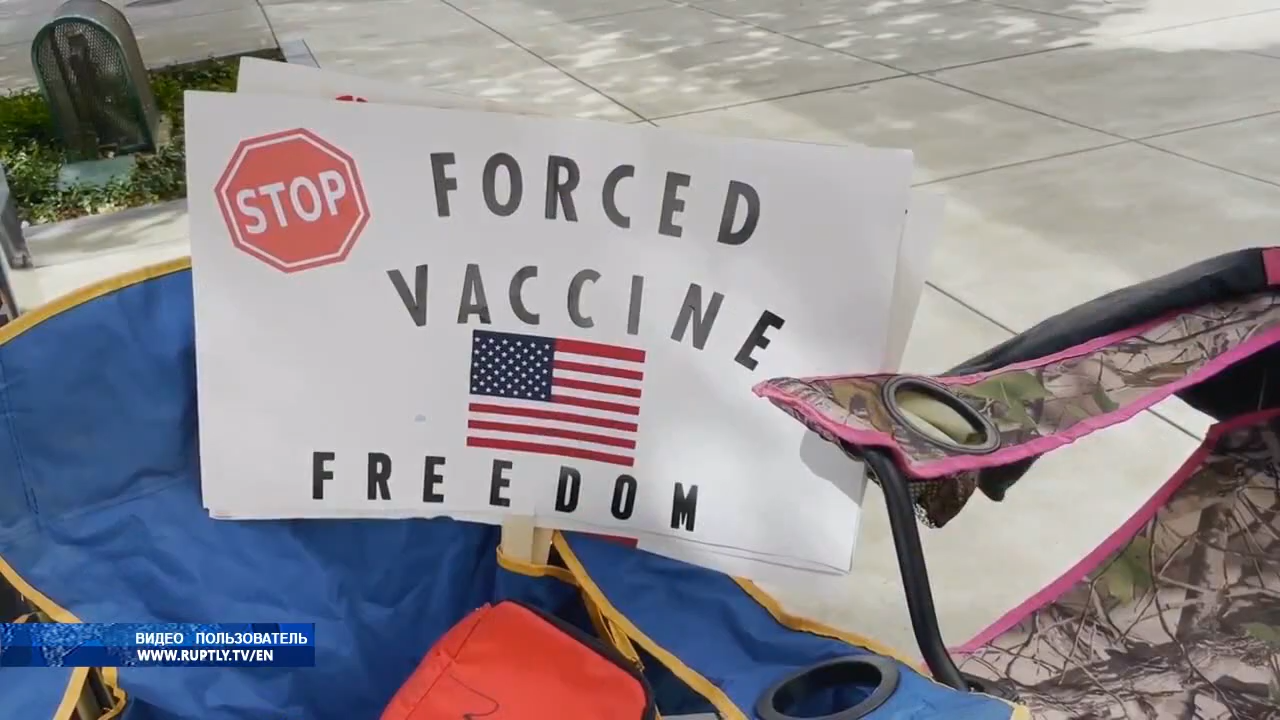 STOP
FORCED
VACCINE
FREEDOM
ВИДЕО ПОЛЬЗОВАТЕЛЬ
WWW.RUPTLY.TV/EN